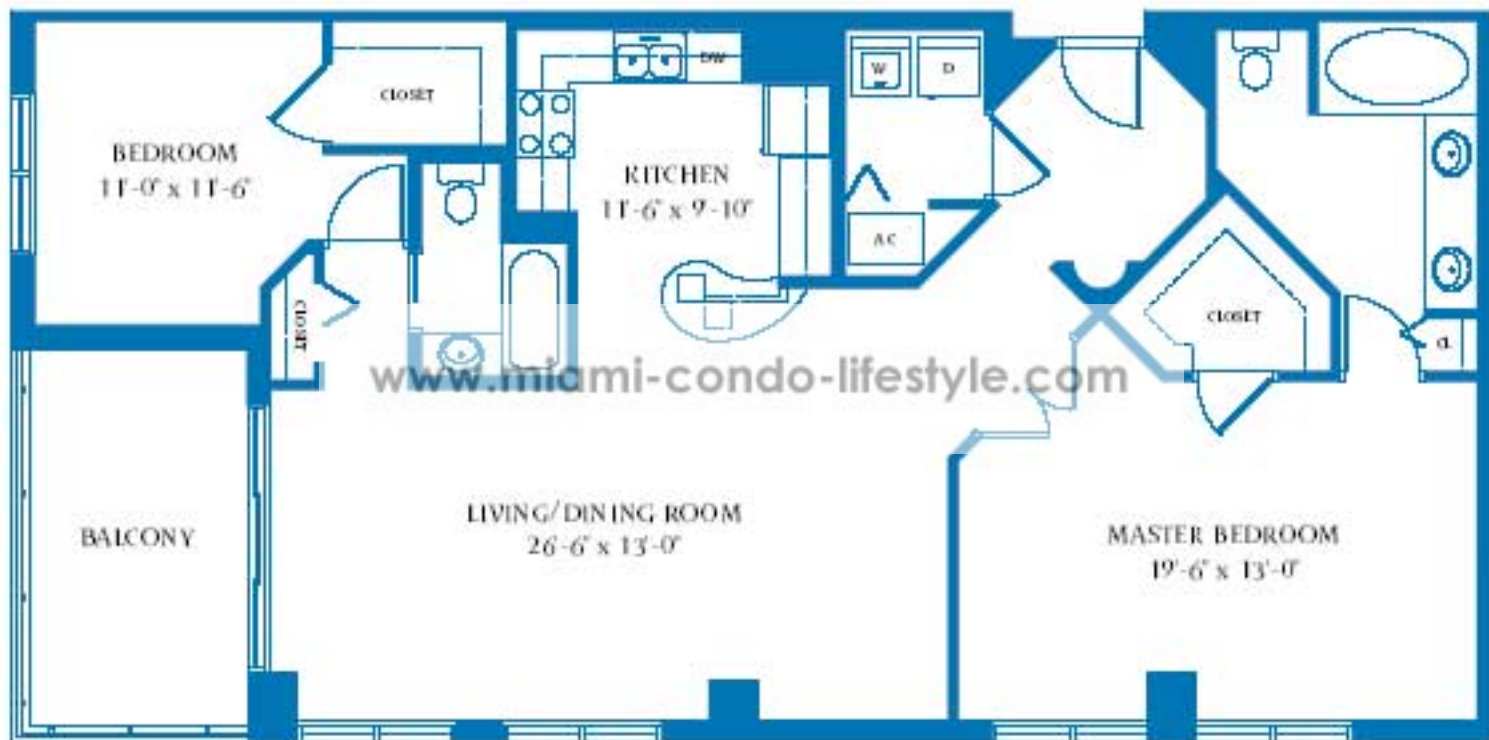 CLOSET
DW
W
D
BEDROOM
11'-0" x 11'-6"
KITCHEN
11'-6" x 9'-10"
AC
CLOSET
CLOSET
CL
www.miami-condo-lifestyle.com
LIVING/DINING ROOM
26'-6" x 13'-0"
BALCONY
MASTER BEDROOM
19'-6" x 13'-0"